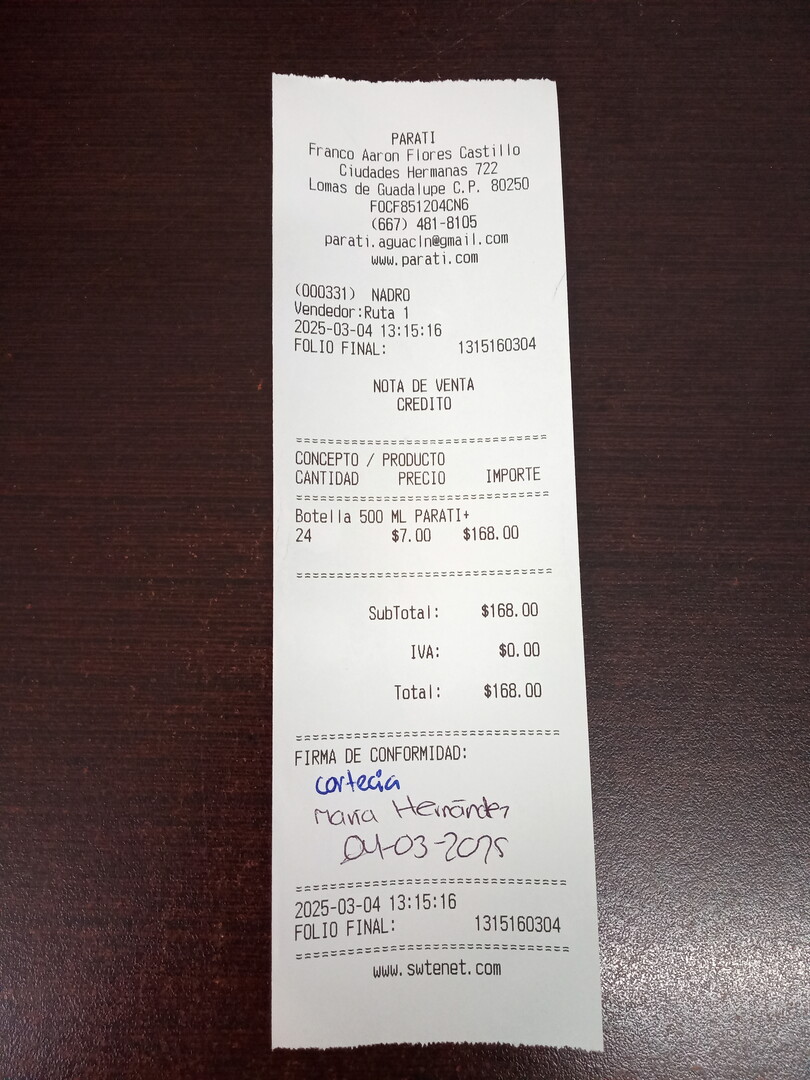 PARATI
Franco Aaron Flores Castillo
Ciudades Hermanas 722
Lomas de Guadalupe C.P. 80250
FOCF851204CN6
(667) 481-8105
parati.aguacln@gmail.com
www.parati.com
(000331) NADRO
Vendedor:Ruta 1
2025-03-04 13:15:16
FOLIO FINAL: 1315160304
NOTA DE VENTA
CREDITO
================================
CONCEPTO / PRODUCTO
CANTIDAD PRECIO IMPORTE
================================
Botella 500 ML PARATI+
24 $7.00 $168.00
================================
SubTotal: $168.00
IVA: $0.00
Total: $168.00
================================
FIRMA DE CONFORMIDAD:
cortecia
Maria Hernández
04-03-2025
================================
2025-03-04 13:15:16
FOLIO FINAL: 1315160304
================================
www.swtenet.com